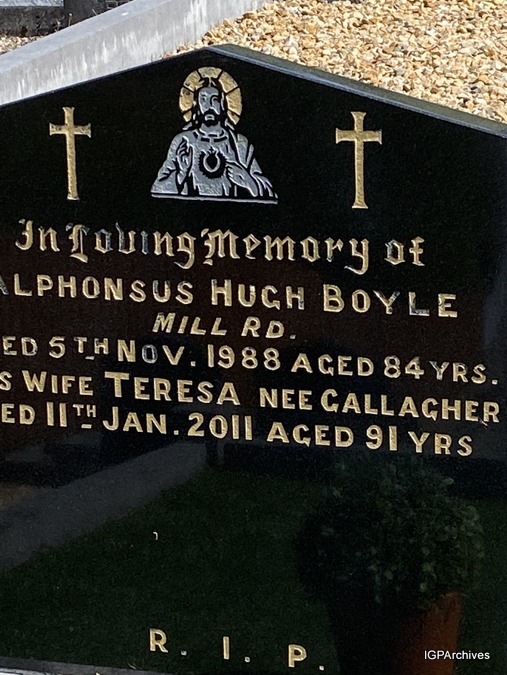 In Loving Memory of
ALPHONSUS HUGH BOYLE
MILL RD.
ED 5TH NOV. 1988 AGED 84 YRS.
S WIFE TERESA NEE GALLAGHER
ED 11TH JAN. 2011 AGED 91 YRS
R. I. P.
IGPArchives